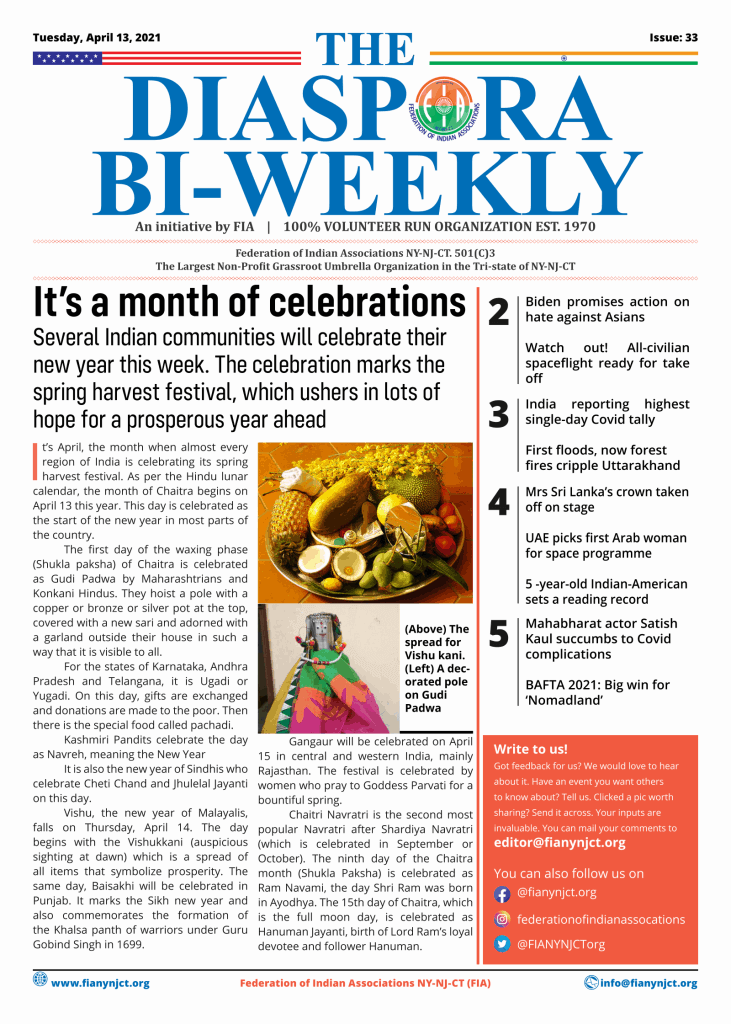 Tuesday, April 13, 2021
Issue: 33
THE
DIASPORA
FEDERATION OF INDIAN ASSOCIATIONS
FIA
BI-WEEKLY
An initiative by FIA | 100% VOLUNTEER RUN ORGANIZATION EST. 1970
Federation of Indian Associations NY-NJ-CT. 501(C)3
The Largest Non-Profit Grassroot Umbrella Organization in the Tri-state of NY-NJ-CT
It's a month of celebrations
Several Indian communities will celebrate their
new year this week. The celebration marks the
spring harvest festival, which ushers in lots of
hope for a prosperous year ahead
It's April, the month when almost every
region of India is celebrating its spring
harvest festival. As per the Hindu lunar
calendar, the month of Chaitra begins on
April 13 this year. This day is celebrated as
the start of the new year in most parts of
the country.
The first day of the waxing phase
(Shukla paksha) of Chaitra is celebrated
as Gudi Padwa by Maharashtrians and
Konkani Hindus. They hoist a pole with a
copper or bronze or silver pot at the top,
covered with a new sari and adorned with
a garland outside their house in such a
way that it is visible to all.
For the states of Karnataka, Andhra
Pradesh and Telangana, it is Ugadi or
Yugadi. On this day, gifts are exchanged
and donations are made to the poor. Then
there is the special food called pachadi.
Kashmiri Pandits celebrate the day
as Navreh, meaning the New Year
It is also the new year of Sindhis who
celebrate Cheti Chand and Jhulelal Jayanti
on this day.
Vishu, the new year of Malayalis,
falls on Thursday, April 14. The day
begins with the Vishukkani (auspicious
sighting at dawn) which is a spread of
all items that symbolize prosperity. The
same day, Baisakhi will be celebrated in
Punjab. It marks the Sikh new year and
also commemorates the formation of
the Khalsa panth of warriors under Guru
Gobind Singh in 1699.
(Above) The
spread for
Vishu kani.
(Left) A dec-
orated pole
on Gudi
Padwa
Gangaur will be celebrated on April
15 in central and western India, mainly
Rajasthan. The festival is celebrated by
women who pray to Goddess Parvati for a
bountiful spring.
Chaitri Navratri is the second most
popular Navratri after Shardiya Navratri
(which is celebrated in September or
October). The ninth day of the Chaitra
month (Shukla Paksha) is celebrated as
Ram Navami, the day Shri Ram was born
in Ayodhya. The 15th day of Chaitra, which
is the full moon day, is celebrated as
Hanuman Jayanti, birth of Lord Ram's loyal
devotee and follower Hanuman.
2
Biden promises action on
hate against Asians
Watch out! All-civilian
spaceflight ready for take
off
3
India reporting highest
single-day Covid tally
First floods, now forest
fires cripple Uttarakhand
4
Mrs Sri Lanka's crown taken
off on stage
UAE picks first Arab woman
for space programme
5 -year-old Indian-American
sets a reading record
5
Mahabharat actor Satish
Kaul succumbs to Covid
complications
BAFTA 2021: Big win for
'Nomadland'
Write to us!
Got feedback for us? We would love to hear
about it. Have an event you want others
to know about? Tell us. Clicked a pic worth
sharing? Send it across. Your inputs are
invaluable. You can mail your comments to
editor@fianynjct.org
You can also follow us on
@fianynjct.org
federationofindianassocations
@FIANYNJCTorg
www.fianynjct.org
Federation of Indian Associations NY-NJ-CT (FIA)
info@fianynjct.org